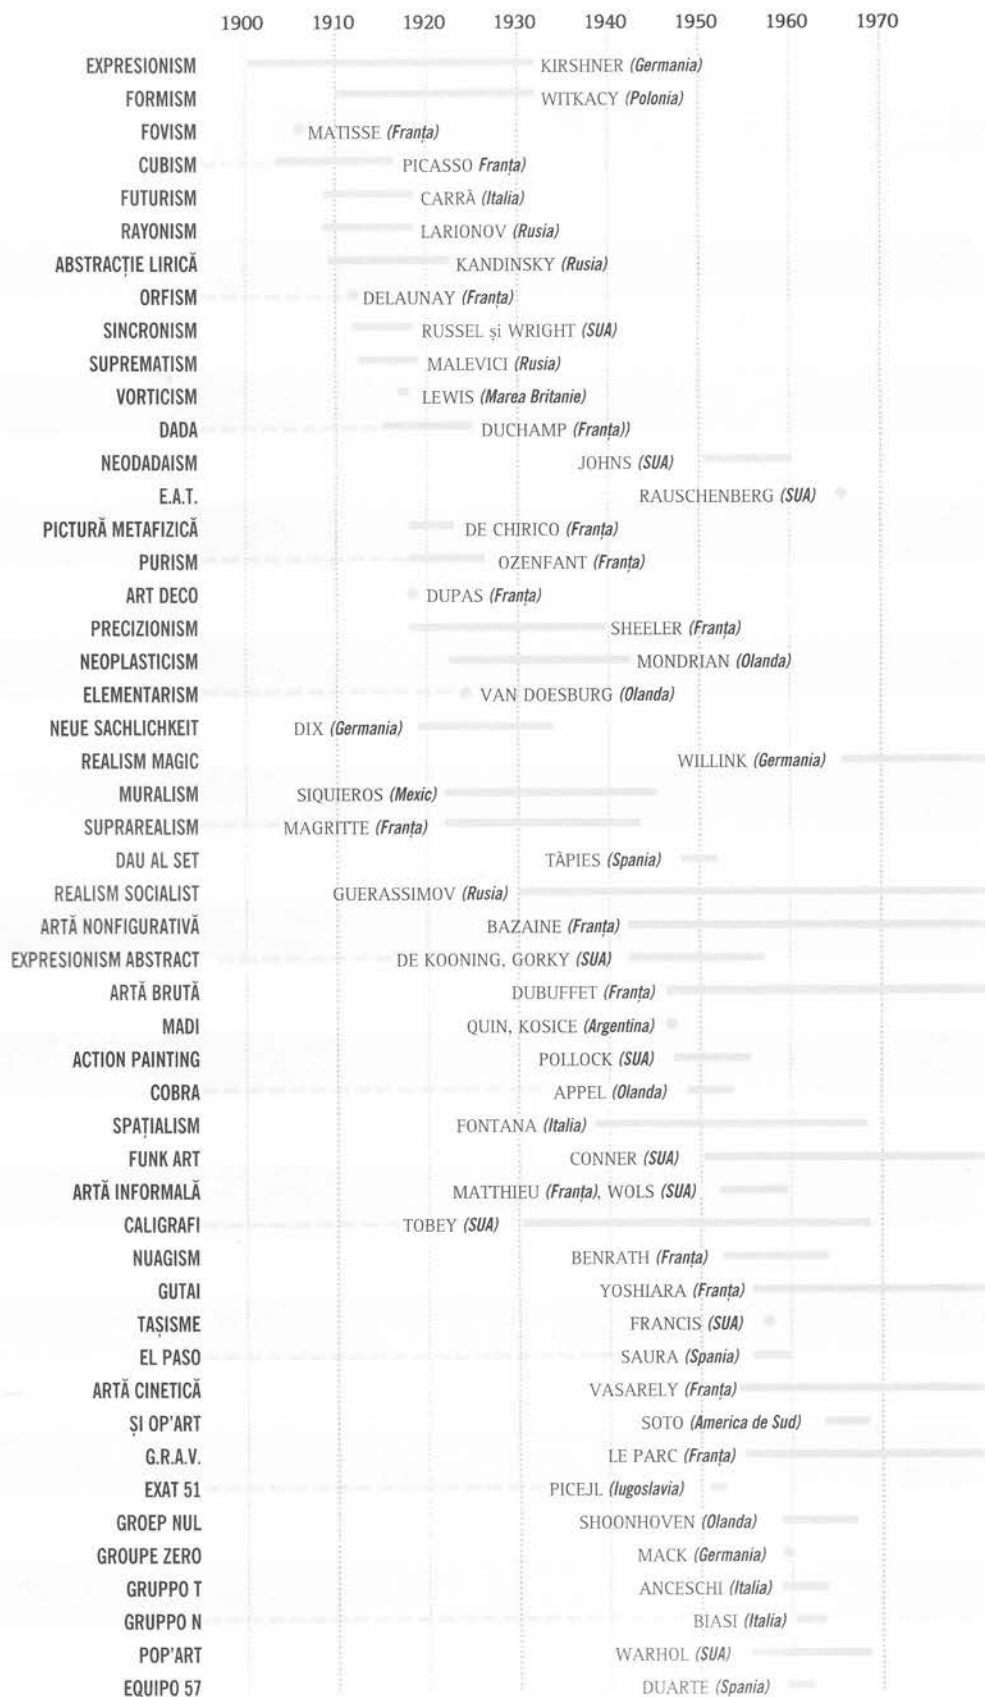 1900 1910 1920 1930 1940 1950 1960 1970
EXPRESIONISM KIRSHNER (Germania)
FORMISM WITKACY (Polonia)
FOVISM MATISSE (Franța)
CUBISM PICASSO Franța)
FUTURISM CARRÀ (Italia)
RAYONISM LARIONOV (Rusia)
ABSTRACȚIE LIRICĂ KANDINSKY (Rusia)
ORFISM DELAUNAY (Franța)
SINCRONISM RUSSEL și WRIGHT (SUA)
SUPREMATISM MALEVICI (Rusia)
VORTICISM LEWIS (Marea Britanie)
DADA DUCHAMP (Franța))
NEODADAISM JOHNS (SUA)
E.A.T. RAUSCHENBERG (SUA)
PICTURĂ METAFIZICĂ DE CHIRICO (Franța)
PURISM OZENFANT (Franța)
ART DECO DUPAS (Franța)
PRECIZIONISM SHEELER (Franța)
NEOPLASTICISM MONDRIAN (Olanda)
ELEMENTARISM VAN DOESBURG (Olanda)
NEUE SACHLICHKEIT DIX (Germania)
REALISM MAGIC WILLINK (Germania)
MURALISM SIQUIEROS (Mexic)
SUPRAREALISM MAGRITTE (Franța)
DAU AL SET TÀPIES (Spania)
REALISM SOCIALIST GUERASSIMOV (Rusia)
ARTĂ NONFIGURATIVĂ BAZAINE (Franța)
EXPRESIONISM ABSTRACT DE KOONING, GORKY (SUA)
ARTĂ BRUTĂ DUBUFFET (Franța)
MADI QUIN, KOSICE (Argentina)
ACTION PAINTING POLLOCK (SUA)
COBRA APPEL (Olanda)
SPAȚIALISM FONTANA (Italia)
FUNK ART CONNER (SUA)
ARTĂ INFORMALĂ MATTHIEU (Franța), WOLS (SUA)
CALIGRAFI TOBEY (SUA)
NUAGISM BENRATH (Franța)
GUTAI YOSHIARA (Franța)
TAȘISME FRANCIS (SUA)
EL PASO SAURA (Spania)
ARTĂ CINETICĂ VASARELY (Franța)
ȘI OP'ART SOTO (America de Sud)
G.R.A.V. LE PARC (Franța)
EXAT 51 PICEJL (Iugoslavia)
GROEP NUL SHOONHOVEN (Olanda)
GROUPE ZERO MACK (Germania)
GRUPPO T ANCESCHI (Italia)
GRUPPO N BIASI (Italia)
POP'ART WARHOL (SUA)
EQUIPO 57 DUARTE (Spania)